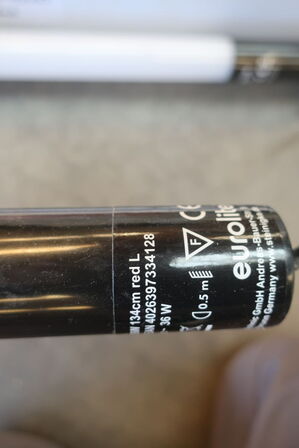 134cm red L
4026397334128
36 W
F
CE
0.5 m
eurolite
GmbH Andreas-Bauer-
Germany www.